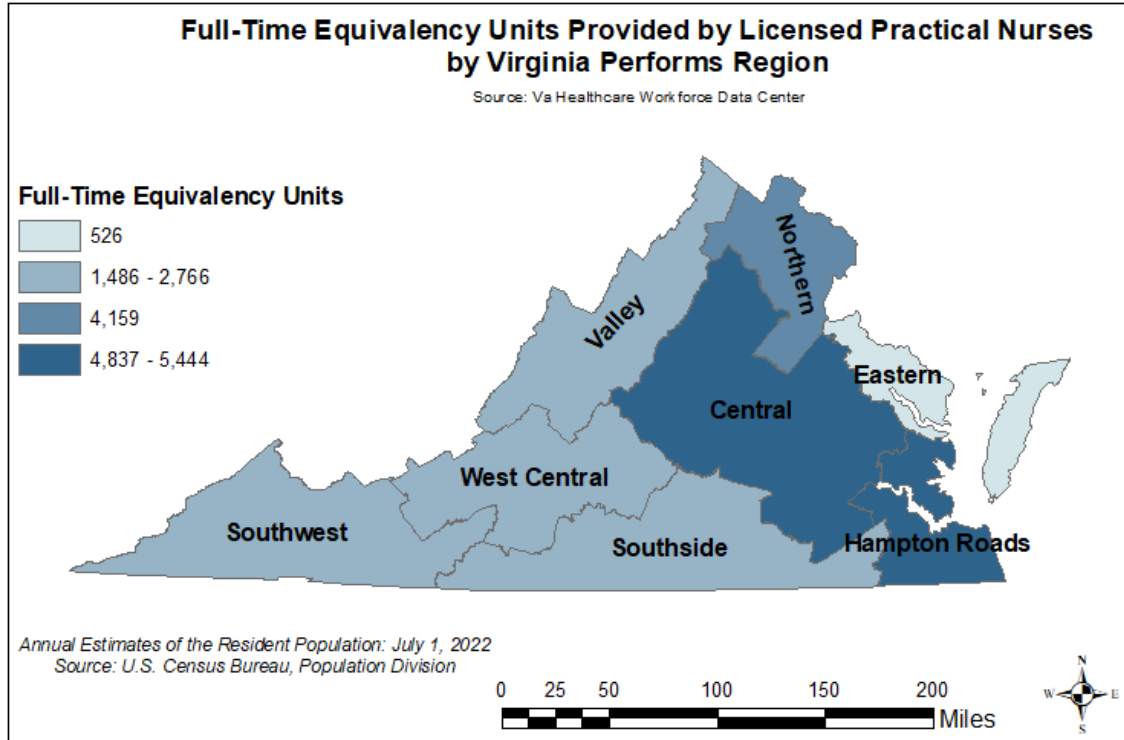 Full-Time Equivalency Units Provided by Licensed Practical Nurses
by Virginia Performs Region
Source: Va Healthcare Workforce Data Center
Full-Time Equivalency Units
526
1,486 - 2,766
4,159
4,837 - 5,444
Northern
Valley
Eastern
Central
West Central
Southwest
Southside
Hampton Roads
Annual Estimates of the Resident Population: July 1, 2022
Source: U.S. Census Bureau, Population Division
0 25 50 100 150 200
Miles
N
W E
S